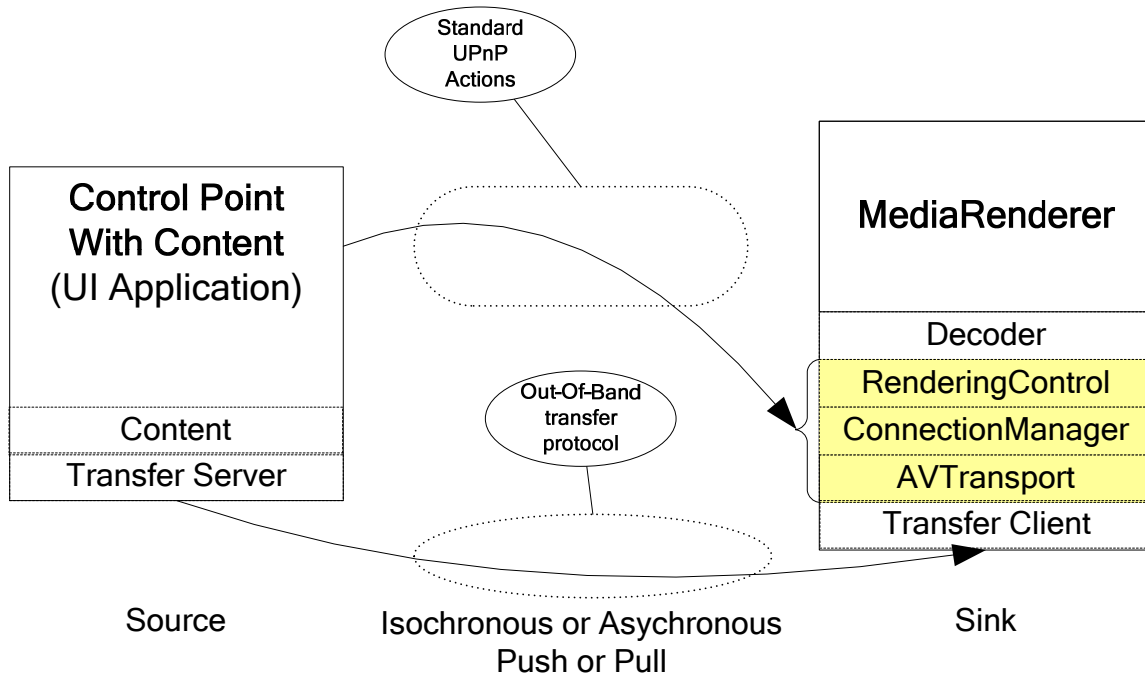 Standard
UPnP
Actions
Control Point
With Content
(UI Application)
Content
Transfer Server
MediaRenderer
Decoder
RenderingControl
ConnectionManager
AVTransport
Transfer Client
Out-Of-Band
transfer
protocol
Source
Isochronous or Asychronous
Push or Pull
Sink